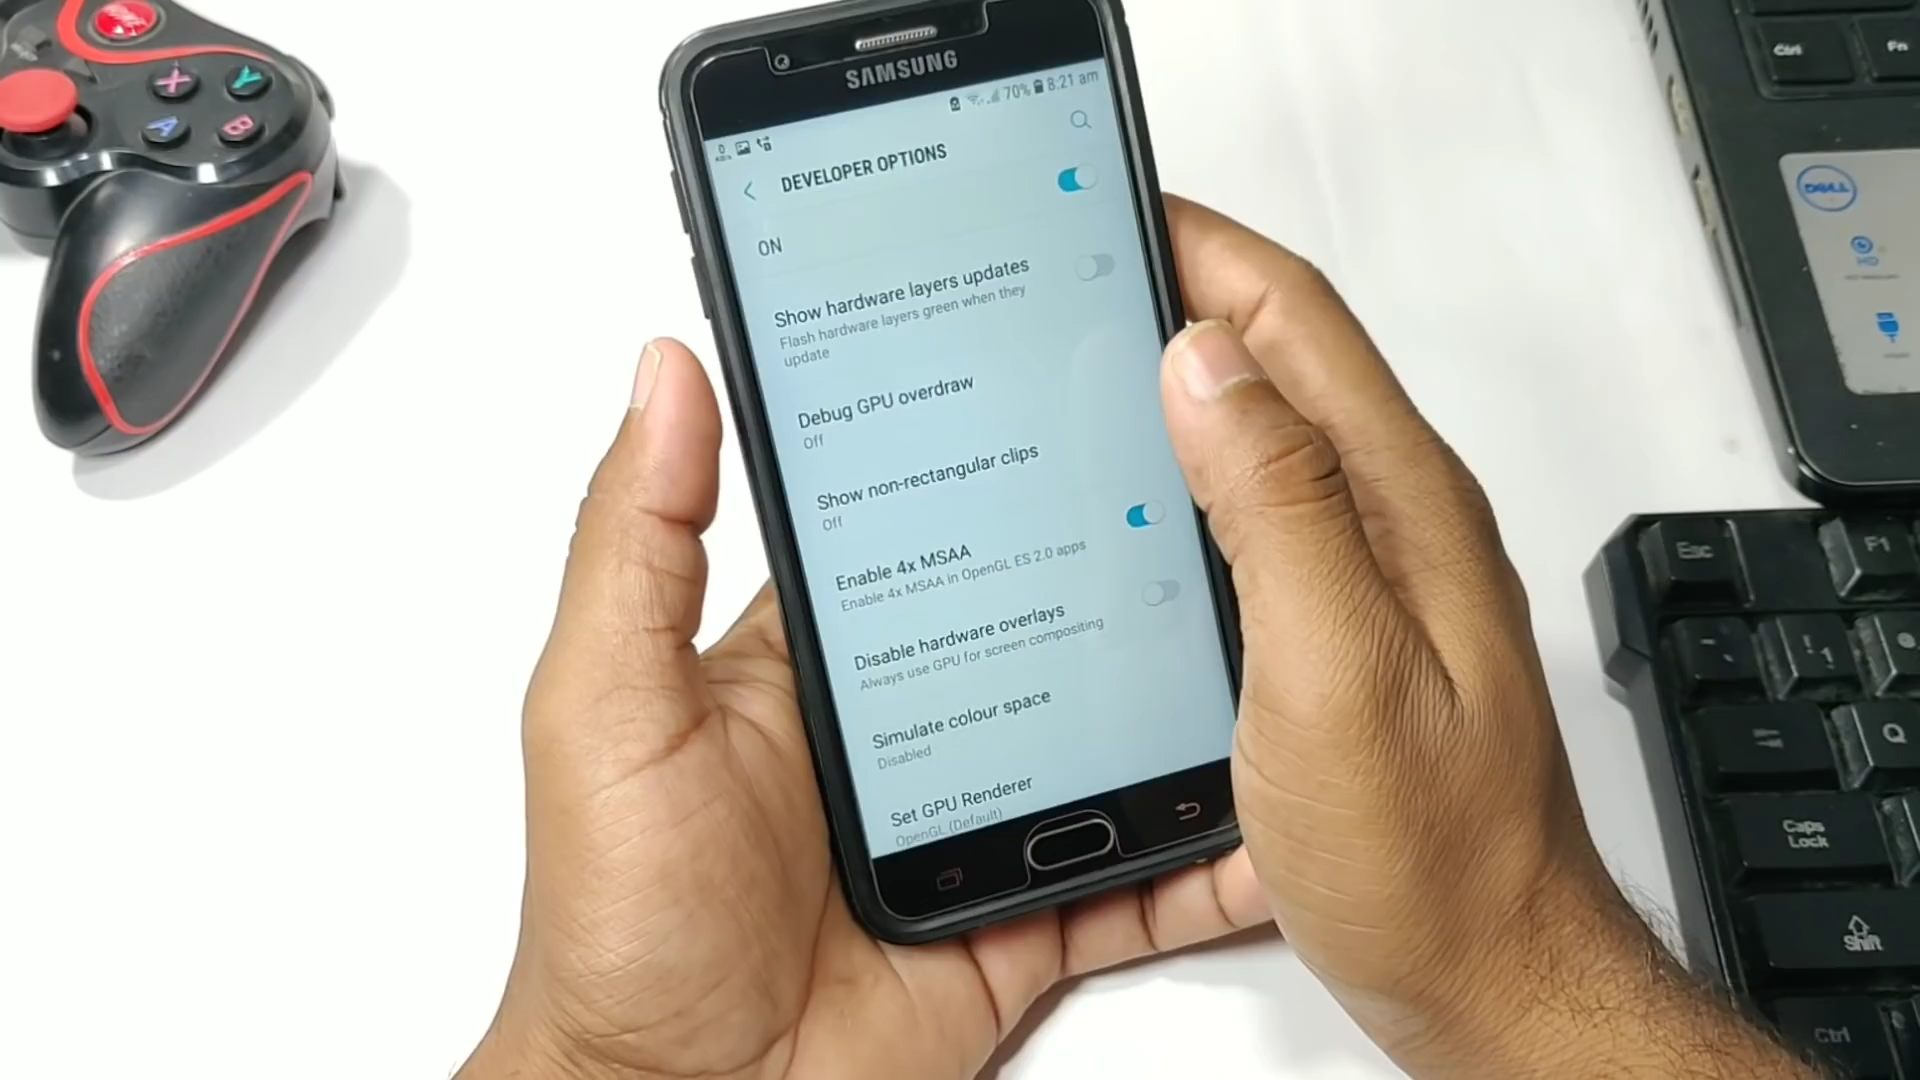 SAMSUNG
70% 8:21 am
DEVELOPER OPTIONS
ON
Show hardware layers updates
Flash hardware layers green when they
update
Debug GPU overdraw
Off
Show non-rectangular clips
Off
Enable 4x MSAA
Enable 4x MSAA in OpenGL ES 2.0 apps
Disable hardware overlays
Always use GPU for screen compositing
Simulate colour space
Disabled
Set GPU Renderer
OpenGL (Default)
X
Y
A
B
Ctrl
Fn
DELL
HD
Esc
F1
1
Q
Caps
Lock
Shift
Ctrl